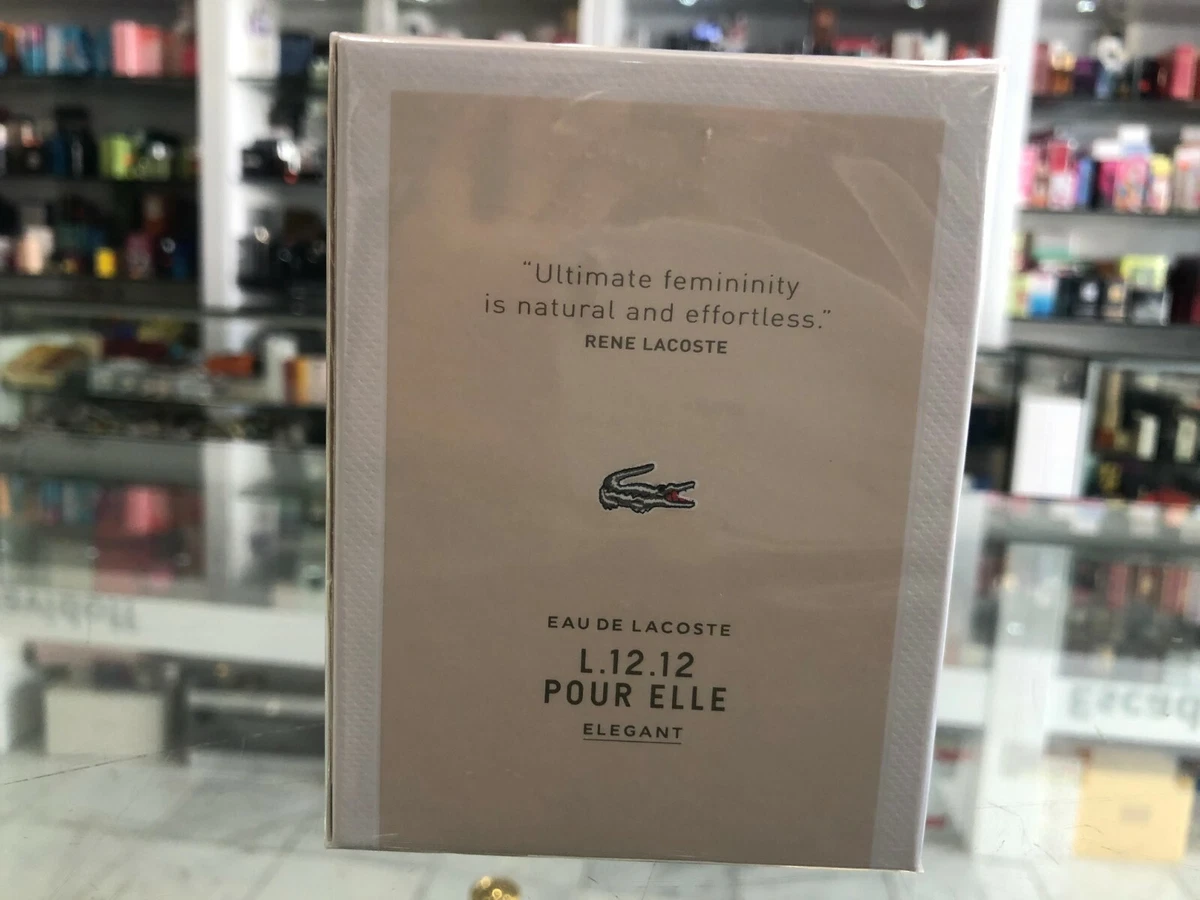 “Ultimate femininity
is natural and effortless.”
RENE LACOSTE
EAU DE LACOSTE
L.12.12
POUR ELLE
ELEGANT